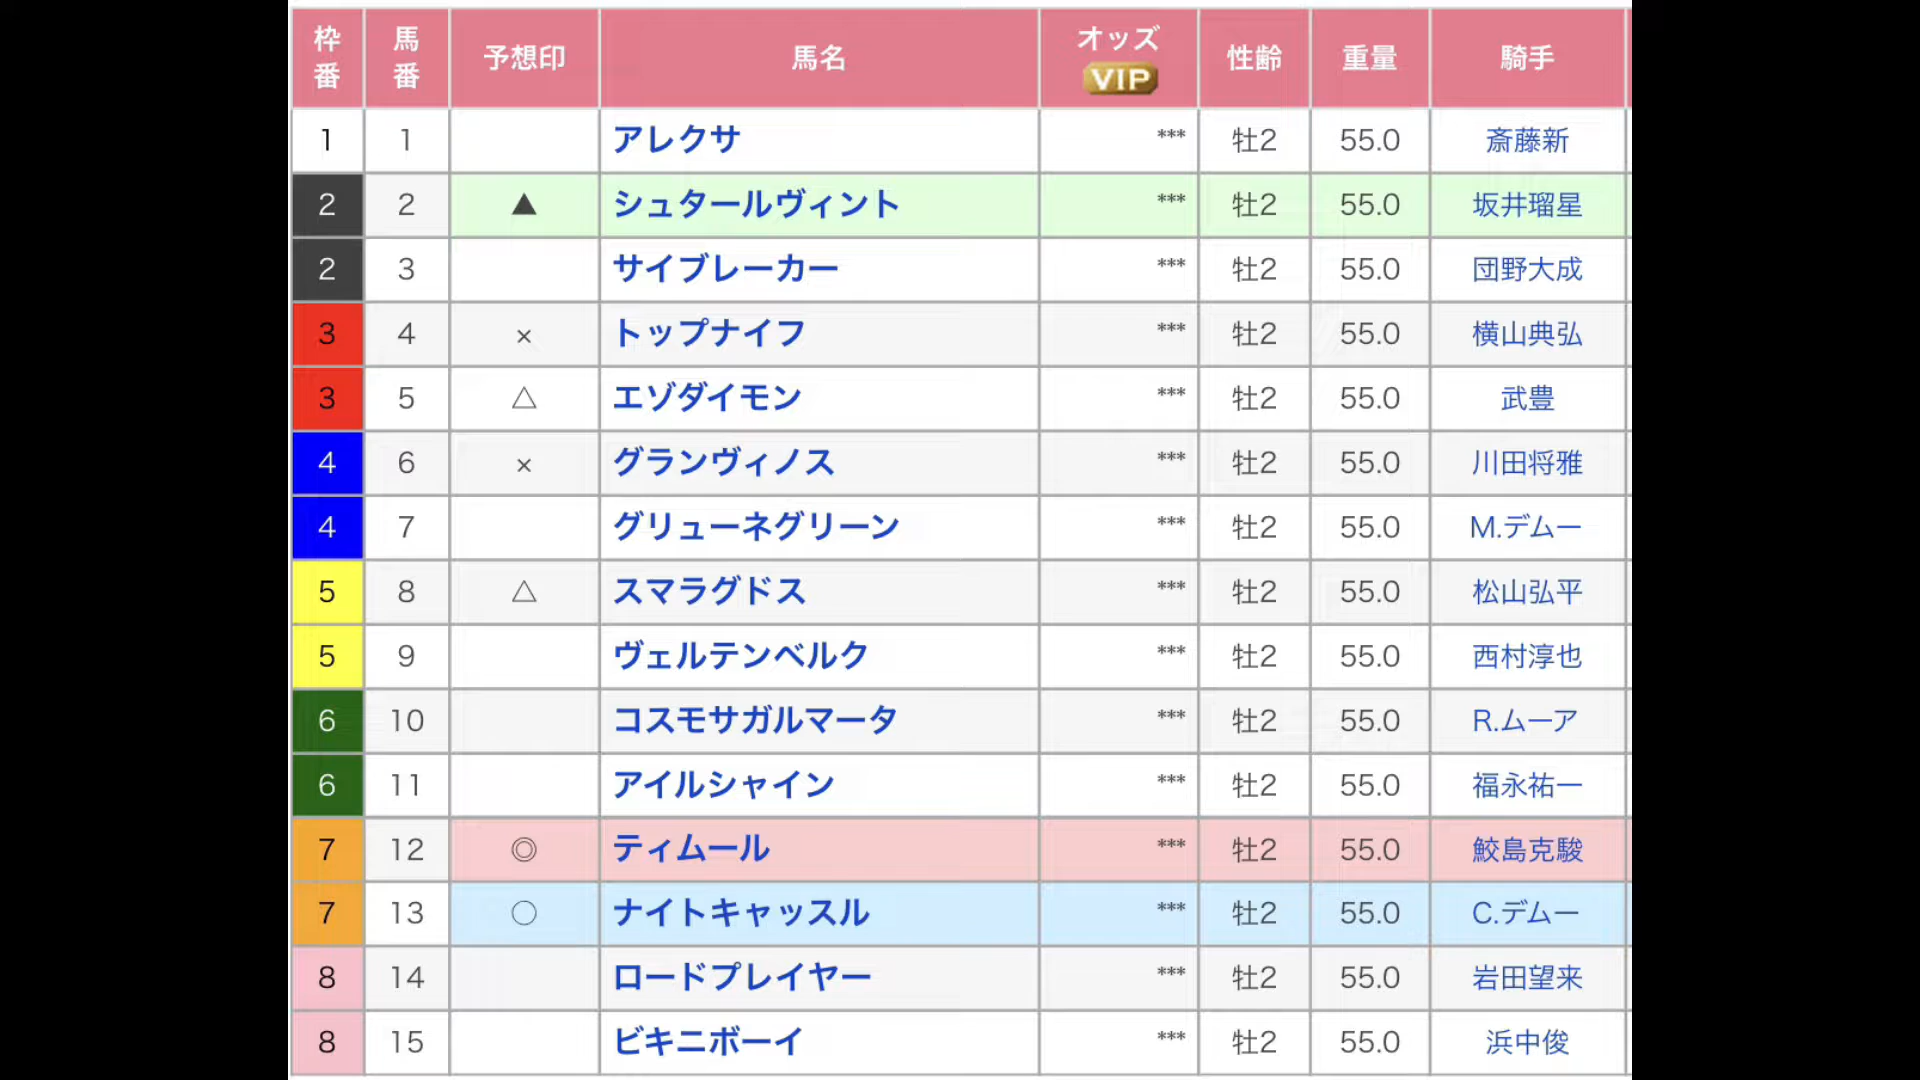 枠番 馬番 予想印 馬名 オッズ VIP 性齢 重量 騎手
1 1 アレクサ *** 牡2 55.0 斎藤新
2 2 ▲ シュタールヴィント *** 牡2 55.0 坂井瑠星
2 3 サイブレーカー *** 牡2 55.0 団野大成
3 4 × トップナイフ *** 牡2 55.0 横山典弘
3 5 △ エゾダイモン *** 牡2 55.0 武豊
4 6 × グランヴィノス *** 牡2 55.0 川田将雅
4 7 グリューネグリーン *** 牡2 55.0 M.デムー
5 8 △ スマラグドス *** 牡2 55.0 松山弘平
5 9 ヴェルテンベルク *** 牡2 55.0 西村淳也
6 10 コスモサガルマータ *** 牡2 55.0 R.ムーア
6 11 アイルシャイン *** 牡2 55.0 福永祐一
7 12 ◎ ティムール *** 牡2 55.0 鮫島克駿
7 13 ○ ナイトキャッスル *** 牡2 55.0 C.デムー
8 14 ロードプレイヤー *** 牡2 55.0 岩田望来
8 15 ビキニボーイ *** 牡2 55.0 浜中俊